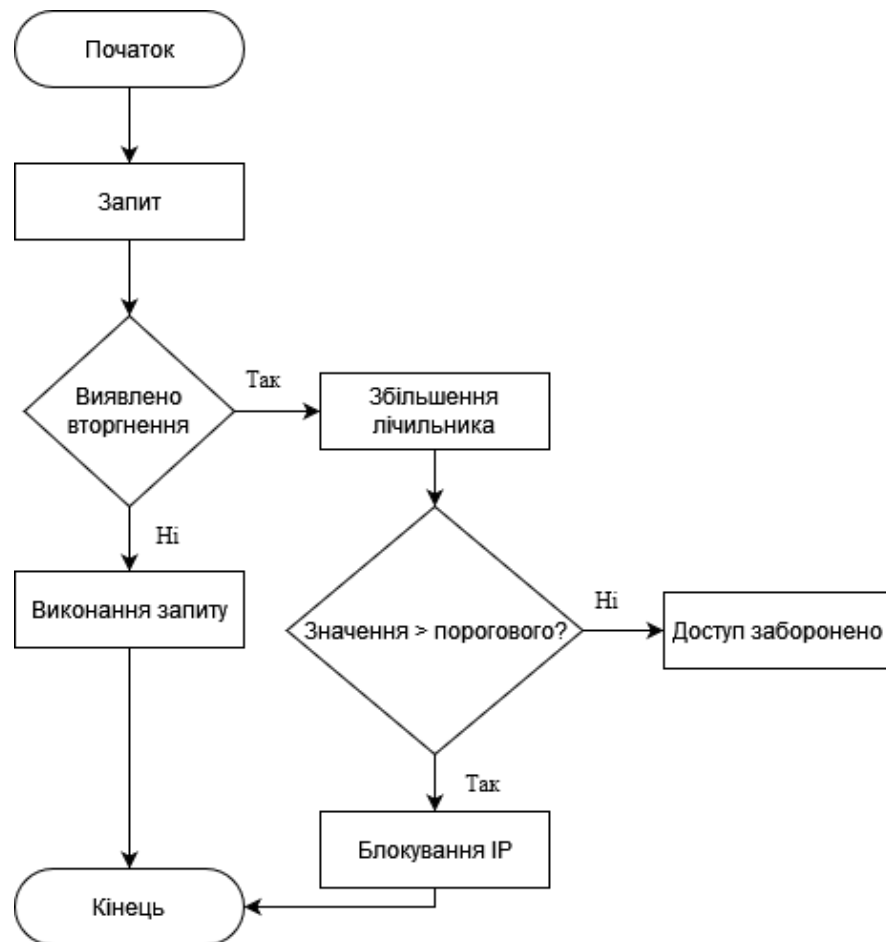 Початок
Запит
Виявлено
вторгнення
Так
Збільшення
лічильника
Ні
Виконання запиту
Значення > порогового?
Ні
Доступ заборонено
Так
Блокування IP
Кінець